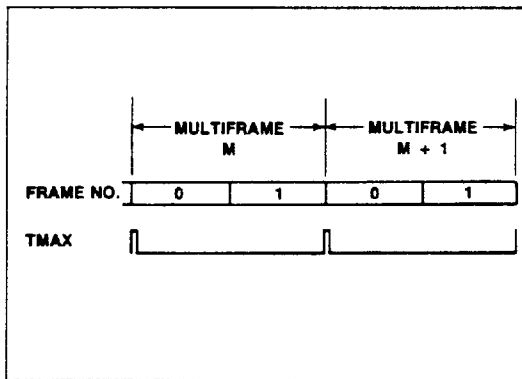 MULTIFRAME MULTIFRAME
M M + 1
FRAME NO. 0 1 0 1
TMAX